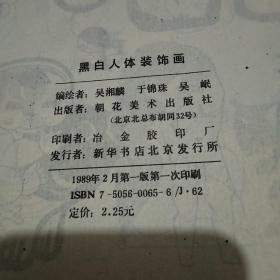 黑白人体装饰画
编绘者：吴湘麟 于锦珠 吴岷
出版者：朝花美术出版社
(北京北总布胡同32号)
印刷者：冶金胶印厂
发行者：新华书店北京发行所
1989年2月第一版第一次印刷
ISBN 7-5056-0065-6/J·62
定价：2.25元